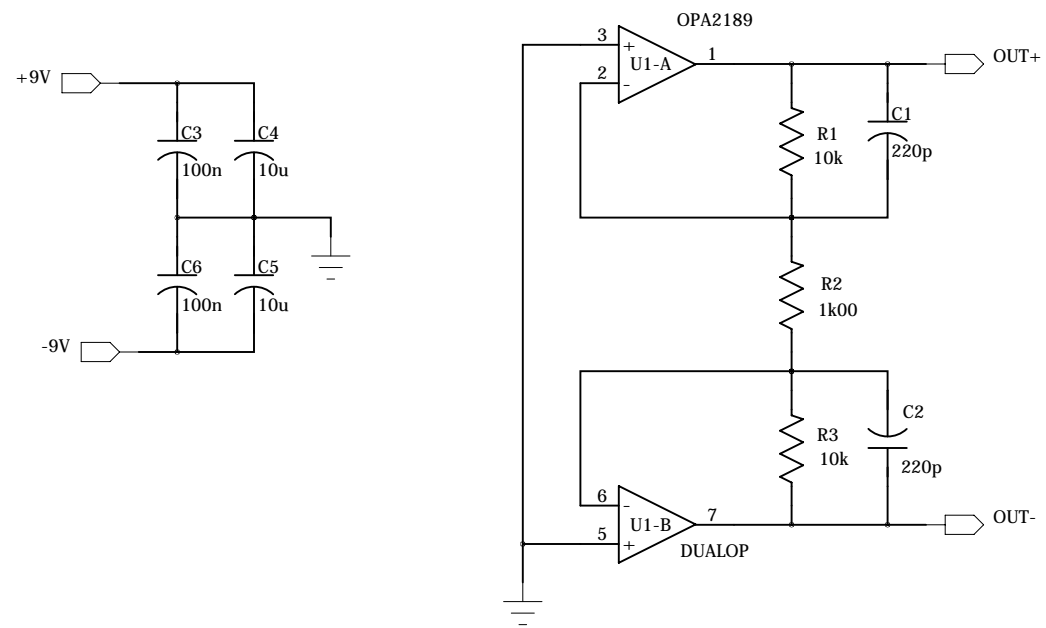 OPA2189
+9V
C3
100n
C4
10u
C6
100n
C5
10u
-9V
3
+
2
-
U1-A
1
OUT+
R1
10k
C1
220p
R2
1k00
R3
10k
C2
220p
6
-
5
+
U1-B
7
DUALOP
OUT-